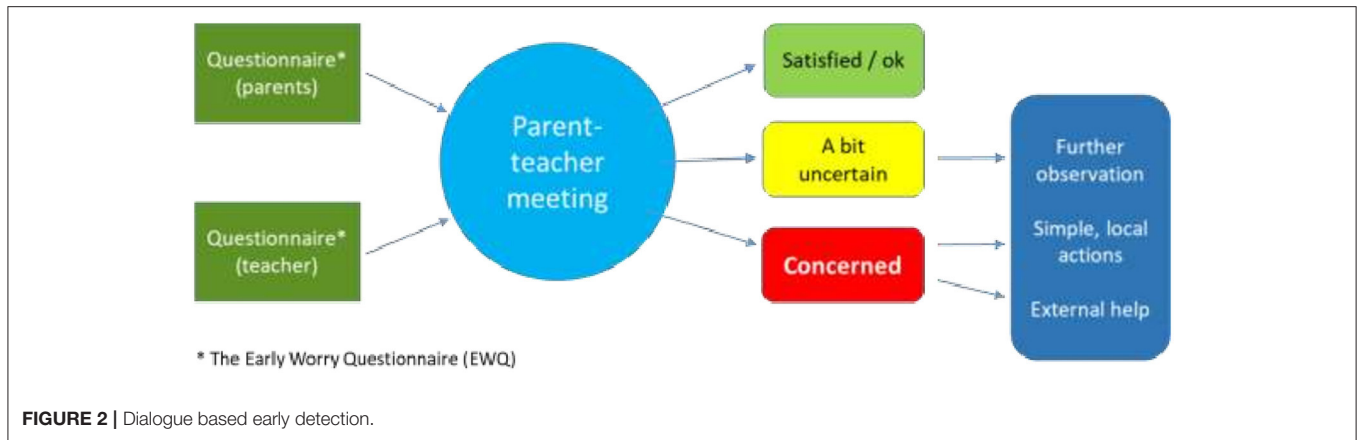 Questionnaire*
(parents)
Questionnaire*
(teacher)
Parent-
teacher
meeting
Satisfied / ok
A bit
uncertain
Concerned
Further
observation
Simple, local
actions
External help
* The Early Worry Questionnaire (EWQ)
FIGURE 2 | Dialogue based early detection.